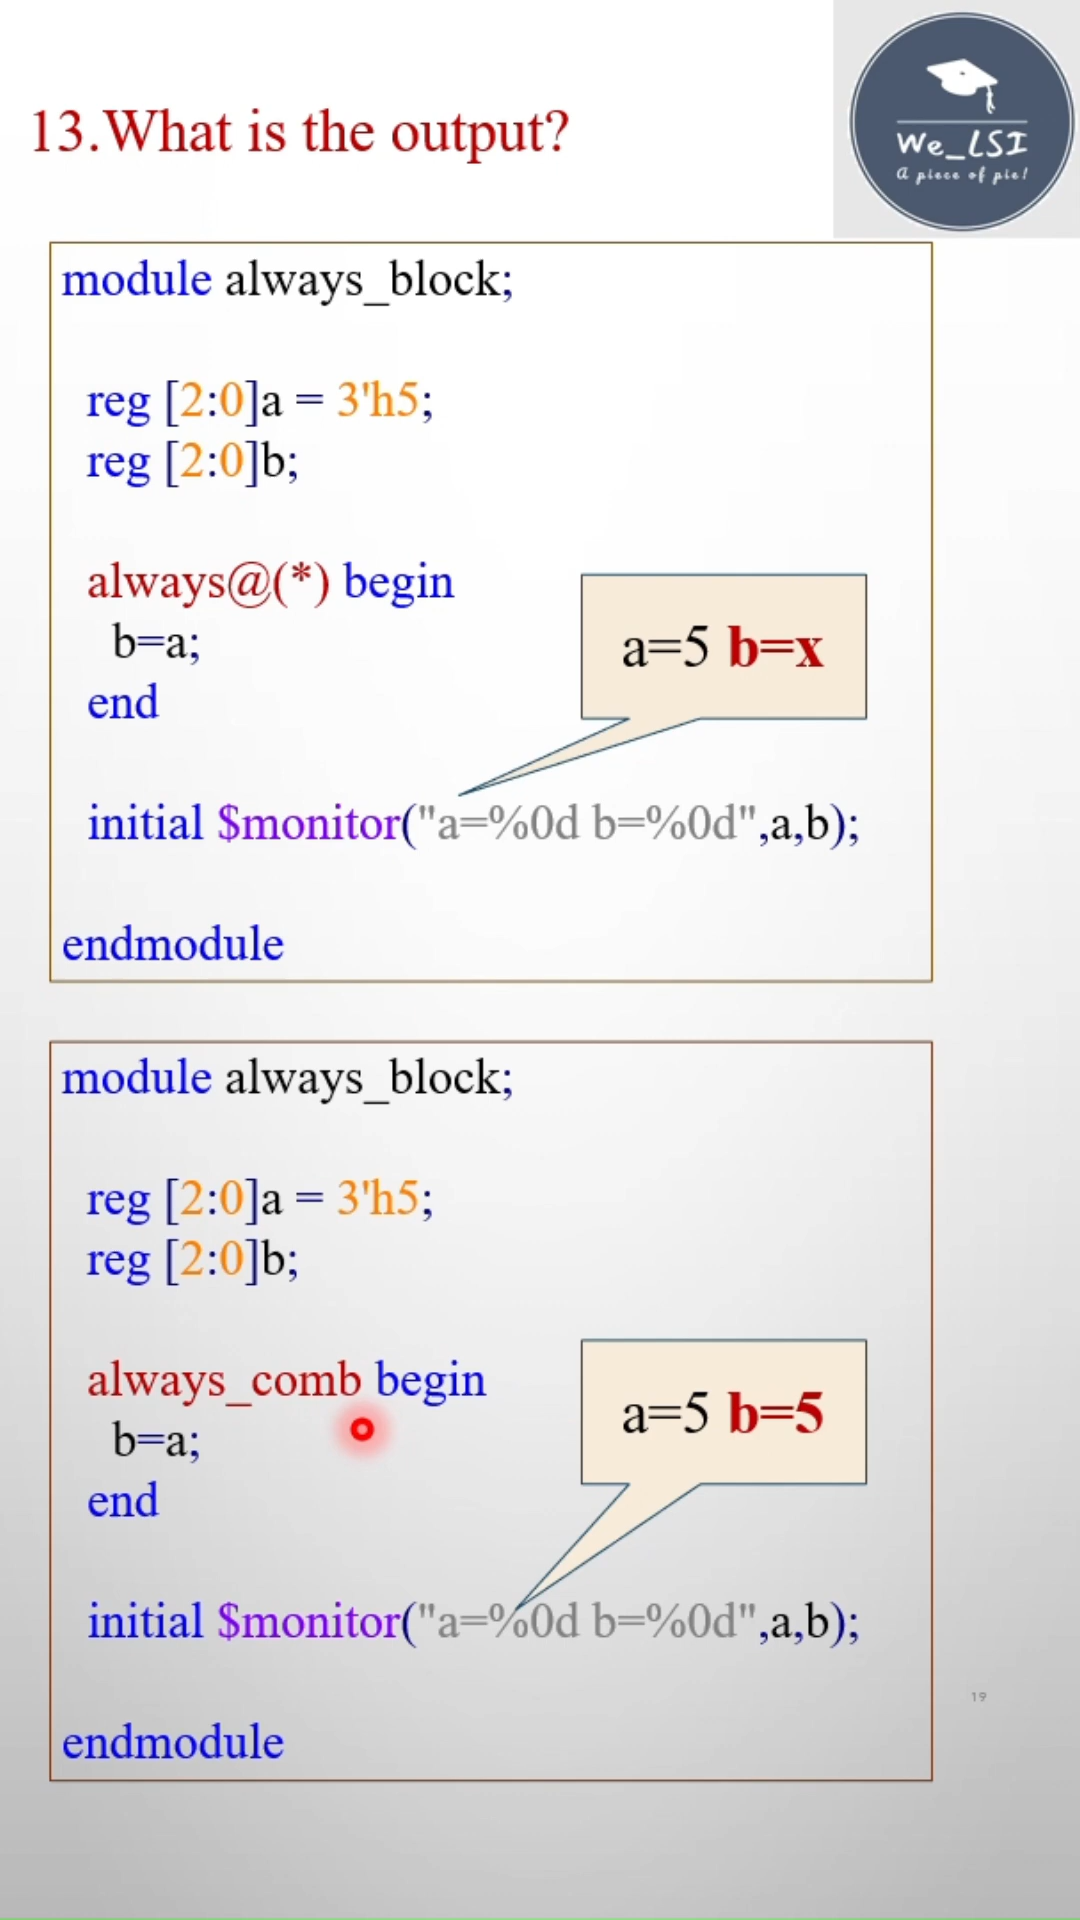 13.What is the output?
We_LSI
A piece of pie!
module always_block;
reg [2:0]a = 3'h5;
reg [2:0]b;
always@(*) begin
b=a;
end
a=5 b=x
initial $monitor("a=%0d b=%0d",a,b);
endmodule
module always_block;
reg [2:0]a = 3'h5;
reg [2:0]b;
always_comb begin
b=a;
end
a=5 b=5
initial $monitor("a=%0d b=%0d",a,b);
endmodule
19